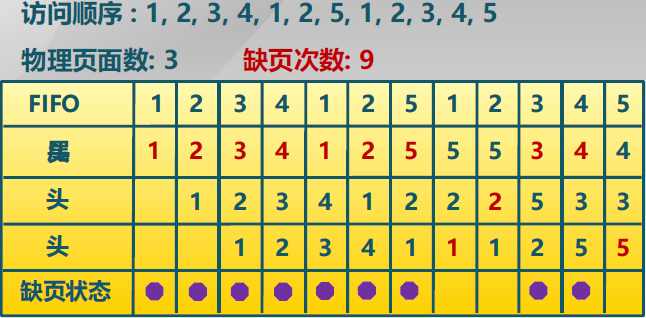 访问顺序 : 1, 2, 3, 4, 1, 2, 5, 1, 2, 3, 4, 5
物理页面数: 3 缺页次数: 9
FIFO 1 2 3 4 1 2 5 1 2 3 4 5
1 2 3 4 1 2 5 5 5 3 4 4
头 1 2 3 4 1 2 2 2 5 3 3
头 1 2 3 4 1 1 1 2 5 5
缺页状态